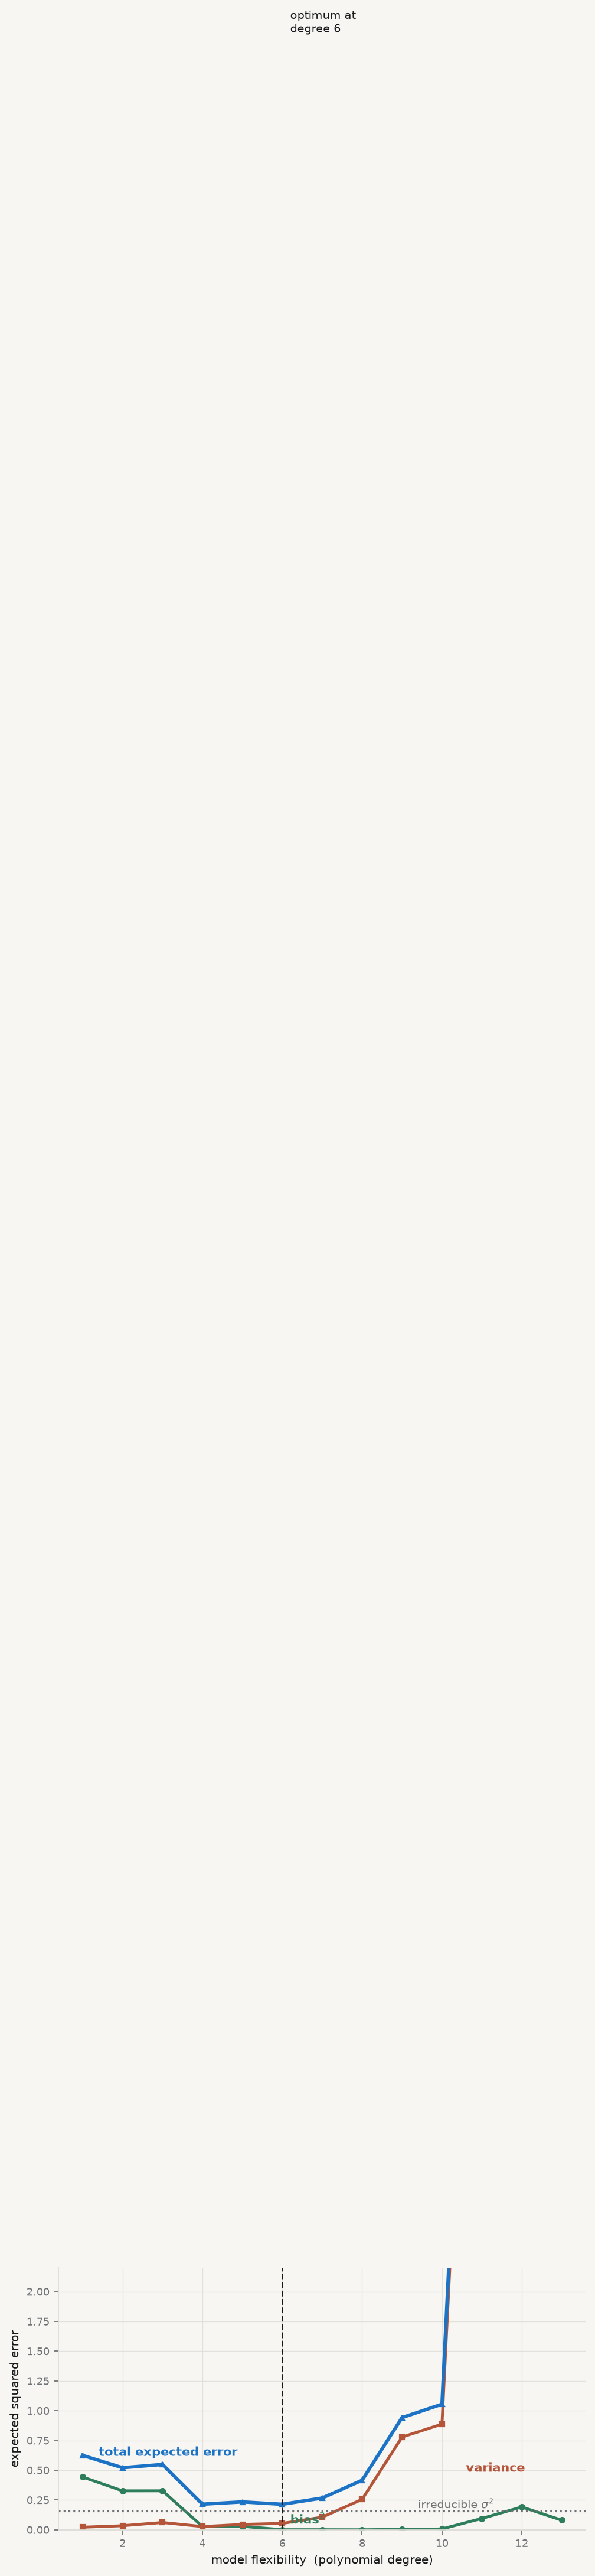 optimum at
degree 6
2.00
1.75
1.50
1.25
1.00
0.75
0.50
0.25
0.00
expected squared error
total expected error
variance
irreducible σ²
bias²
2 4 6 8 10 12
model flexibility (polynomial degree)